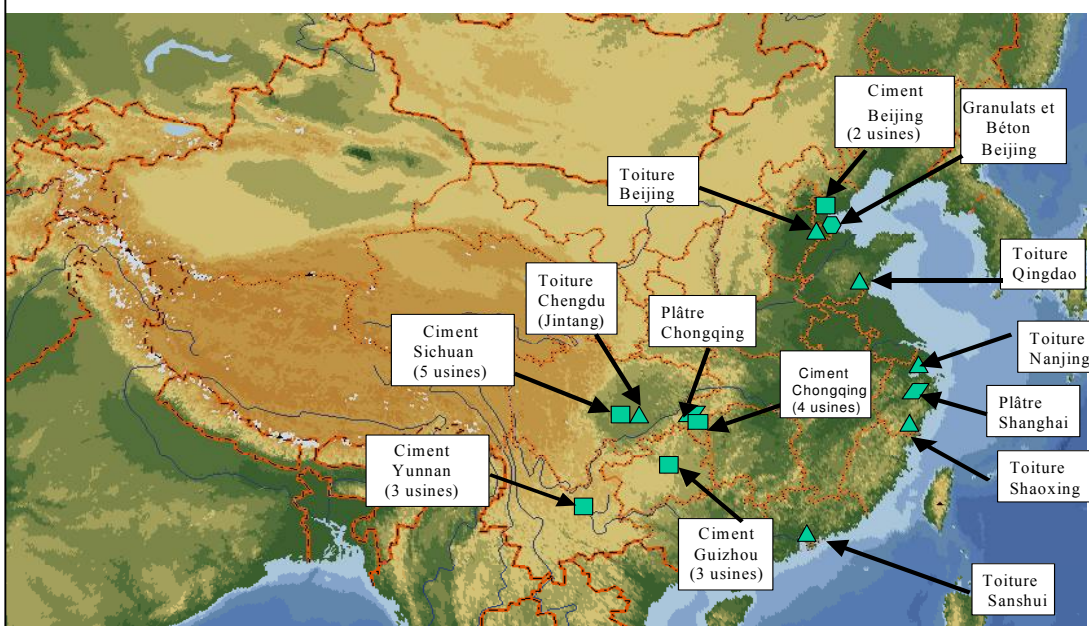 Ciment
Beijing
(2 usines)
Granulats et
Béton
Beijing
Toiture
Beijing
Toiture
Qingdao
Toiture
Chengdu
(Jintang)
Plâtre
Chongqing
Ciment
Sichuan
(5 usines)
Toiture
Nanjing
Ciment
Chongqing
(4 usines)
Plâtre
Shanghai
Ciment
Yunnan
(3 usines)
Toiture
Shaoxing
Ciment
Guizhou
(3 usines)
Toiture
Sanshui